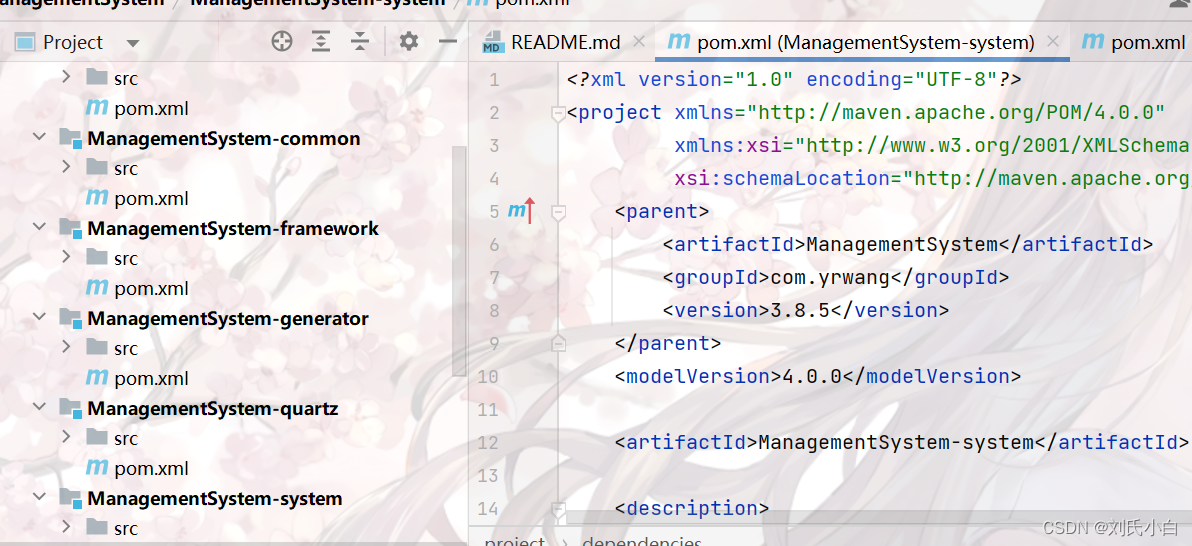 ManagementSystem / ManagementSystem-system / pom.xml
Project
README.md
pom.xml (ManagementSystem-system)
pom.xml
src
pom.xml
ManagementSystem-common
src
pom.xml
ManagementSystem-framework
src
pom.xml
ManagementSystem-generator
src
pom.xml
ManagementSystem-quartz
src
pom.xml
ManagementSystem-system
src
1 <?xml version="1.0" encoding="UTF-8"?>
2 <project xmlns="http://maven.apache.org/POM/4.0.0"
3 xmlns:xsi="http://www.w3.org/2001/XMLSchema
4 xsi:schemaLocation="http://maven.apache.org
5 <parent>
6 <artifactId>ManagementSystem</artifactId>
7 <groupId>com.yrwang</groupId>
8 <version>3.8.5</version>
9 </parent>
10 <modelVersion>4.0.0</modelVersion>
11
12 <artifactId>ManagementSystem-system</artifactId>
13
14 <description>
project > dependencies
CSDN @刘氏小白